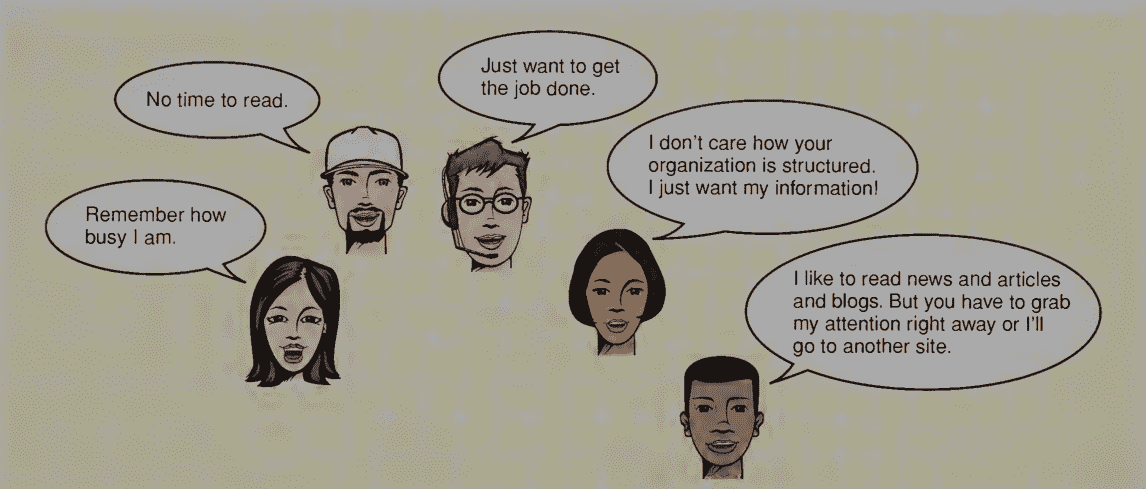 No time to read.
Just want to get
the job done.
I don't care how your
organization is structured.
I just want my information!
Remember how
busy I am.
I like to read news and articles
and blogs. But you have to grab
my attention right away or I'll
go to another site.